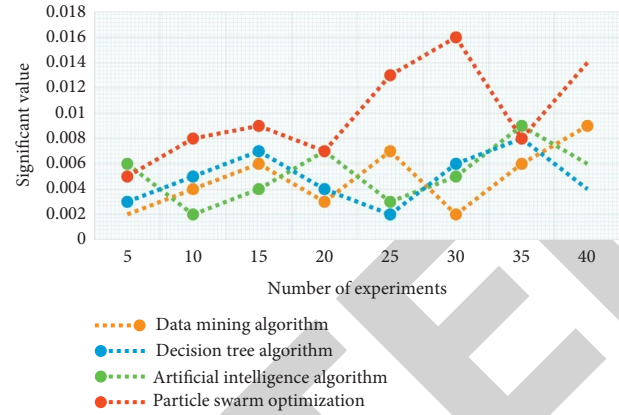 0.018
0.016
0.014
0.012
0.01
0.008
0.006
0.004
0.002
0
Significant value
5 10 15 20 25 30 35 40
Number of experiments
Data mining algorithm
Decision tree algorithm
Artificial intelligence algorithm
Particle swarm optimization